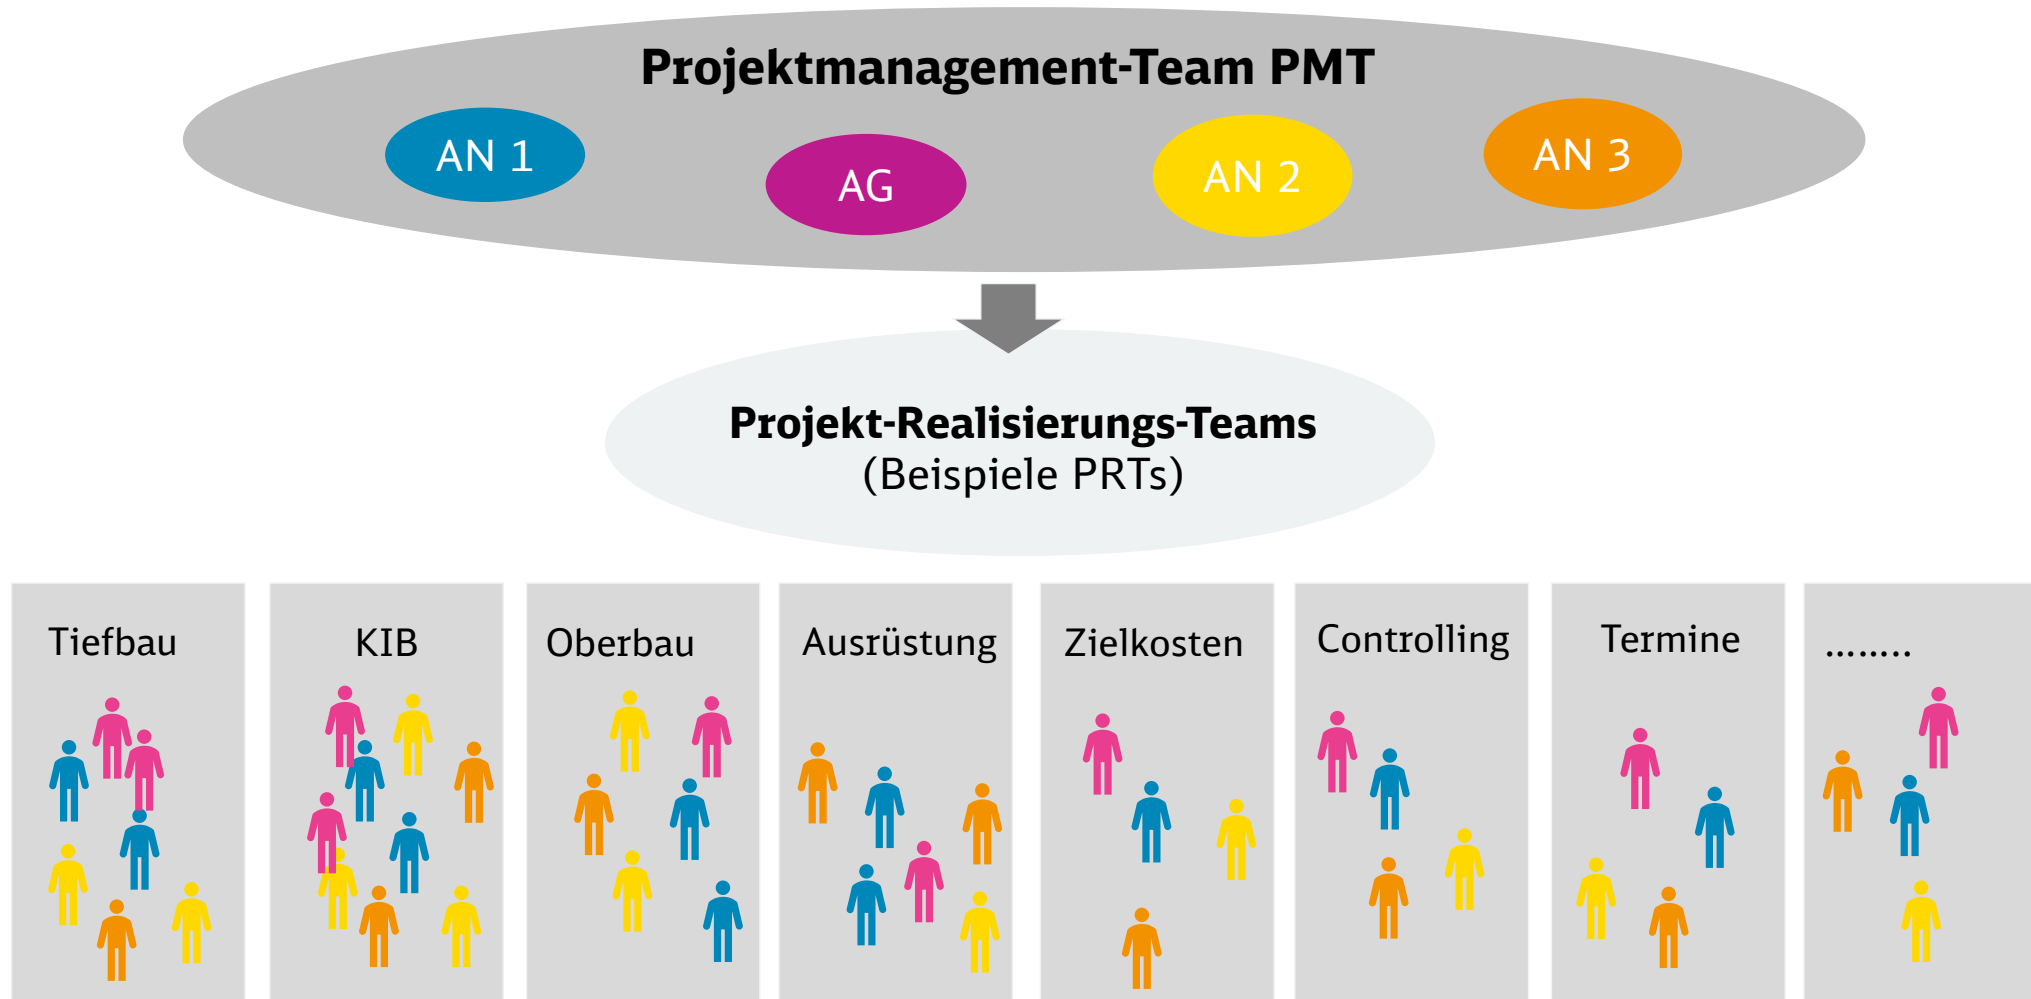 Projektmanagement-Team PMT
AN 1
AG
AN 2
AN 3
Projekt-Realisierungs-Teams
(Beispiele PRTs)
Tiefbau
KIB
Oberbau
Ausrüstung
Zielkosten
Controlling
Termine
........